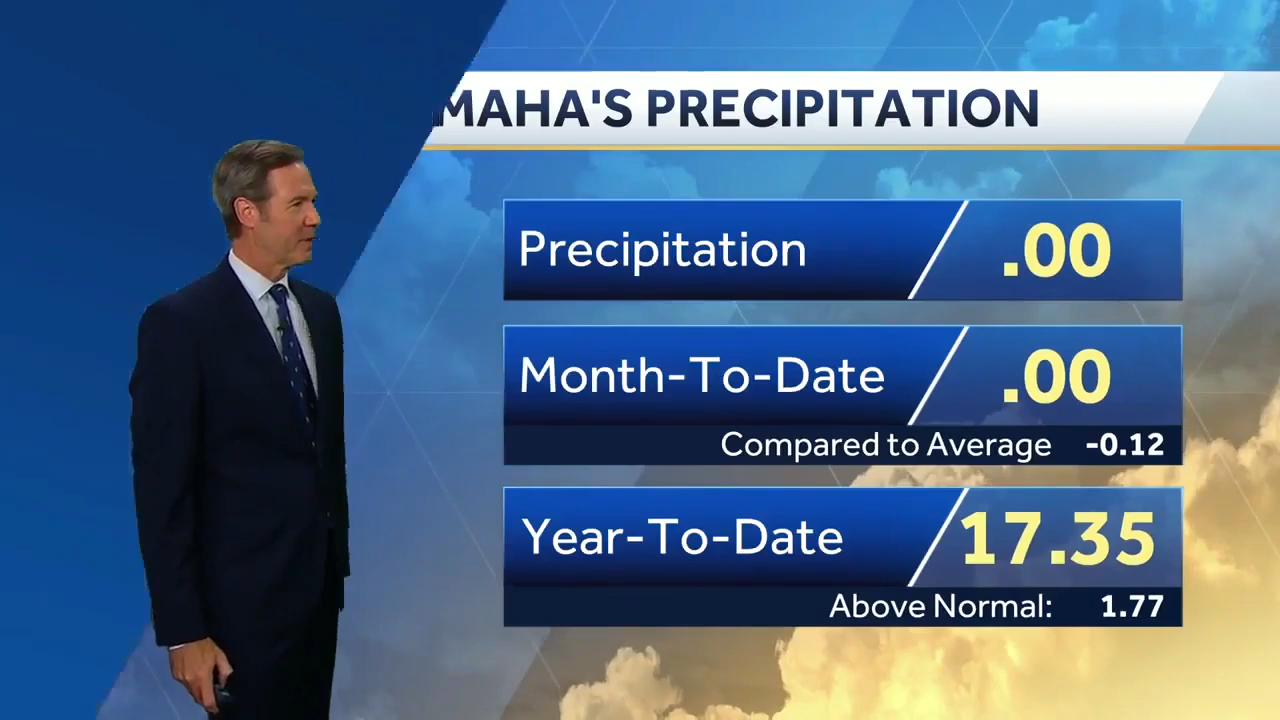 MAHA'S PRECIPITATION
Precipitation .00
Month-To-Date .00
Compared to Average -0.12
Year-To-Date 17.35
Above Normal: 1.77